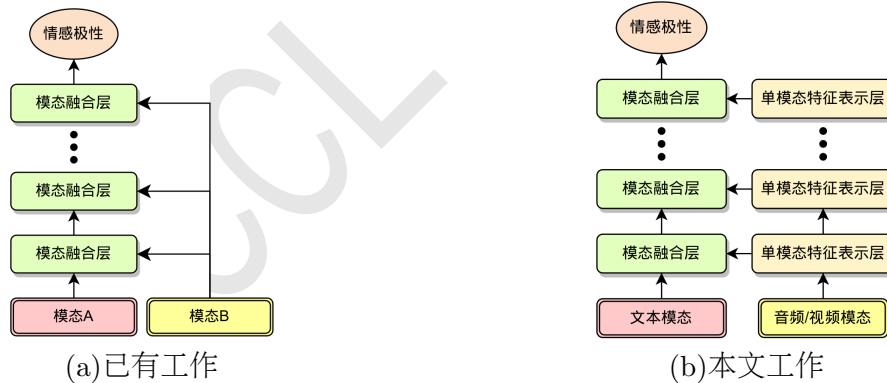 情感极性
模态融合层
模态融合层
模态融合层
模态A
模态B
(a)已有工作
情感极性
模态融合层
单模态特征表示层
模态融合层
单模态特征表示层
模态融合层
单模态特征表示层
文本模态
音频/视频模态
(b)本文工作
CCL